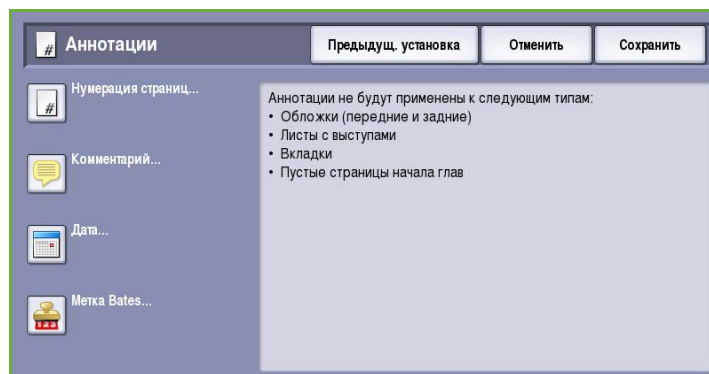 # Аннотации
Предыдущ. установка
Отменить
Сохранить
# Нумерация страниц...
Комментарий...
Дата...
123 Метка Bates...
Аннотации не будут применены к следующим типам:
• Обложки (передние и задние)
• Листы с выступами
• Вкладки
• Пустые страницы начала глав